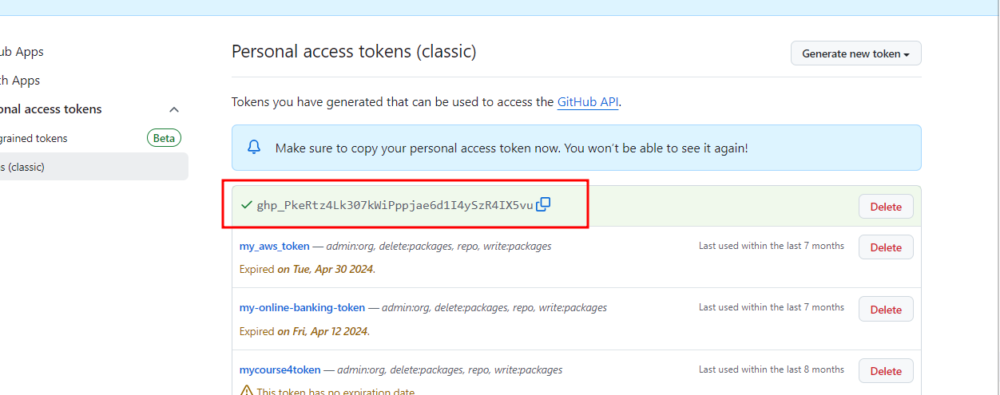 ub Apps
th Apps
onal access tokens
grained tokens Beta
s (classic)
Personal access tokens (classic)
Generate new token
Tokens you have generated that can be used to access the GitHub API.
Make sure to copy your personal access token now. You won't be able to see it again!
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
Delete
my_aws_token — admin:org, delete:packages, repo, write:packages
Last used within the last 7 months
Delete
Expired on Tue, Apr 30 2024.
my-online-banking-token — admin:org, delete:packages, repo, write:packages
Last used within the last 7 months
Delete
Expired on Fri, Apr 12 2024.
mycourse4token — admin:org, delete:packages, repo, write:packages
Last used within the last 8 months
Delete
This token has no expiration date